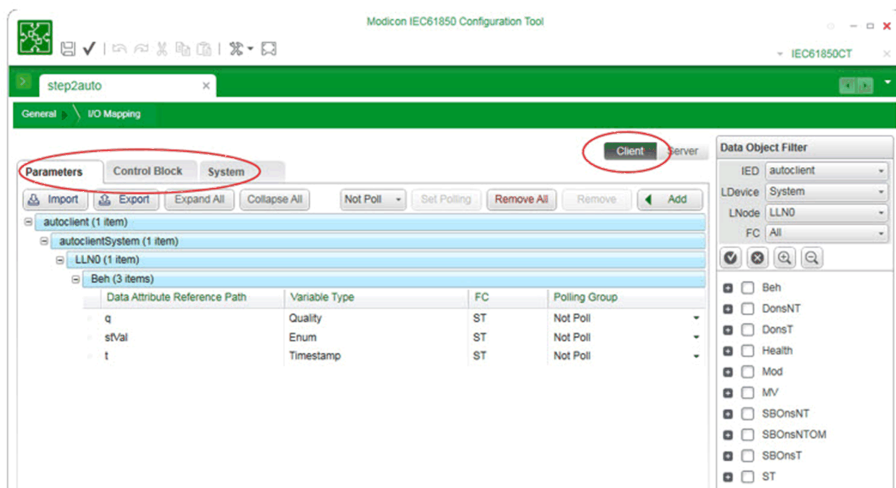 Modicon IEC61850 Configuration Tool
IEC61850CT
step2auto
General I/O Mapping
Client Server
Parameters Control Block System
Import Export Expand All Collapse All Not Poll Set Polling Remove All Remove Add
autoclient (1 item)
autoclientSystem (1 item)
LLN0 (1 item)
Beh (3 items)
Data Attribute Reference Path Variable Type FC Polling Group
q Quality ST Not Poll
stVal Enum ST Not Poll
t Timestamp ST Not Poll
Data Object Filter
IED autoclient
LDevice System
LNode LLN0
FC All
Beh
DonsNT
DonsT
Health
Mod
MV
SBOnsNT
SBOnsNTOM
SBOnsT
ST